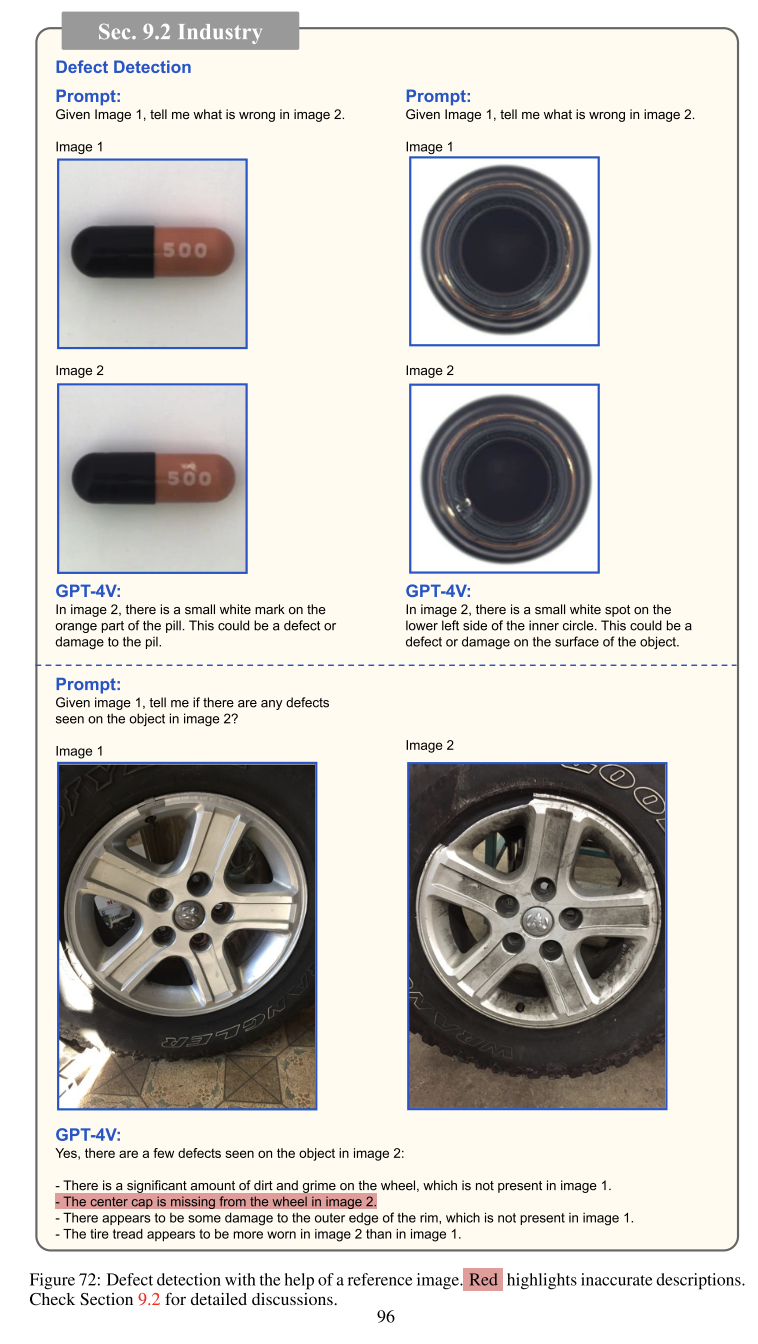 Sec. 9.2 Industry
Defect Detection
Prompt:
Given Image 1, tell me what is wrong in image 2.
Image 1
500
Image 2
500
GPT-4V:
In image 2, there is a small white mark on the
orange part of the pill. This could be a defect or
damage to the pil.
Prompt:
Given Image 1, tell me what is wrong in image 2.
Image 1
Image 2
GPT-4V:
In image 2, there is a small white spot on the
lower left side of the inner circle. This could be a
defect or damage on the surface of the object.
Prompt:
Given image 1, tell me if there are any defects
seen on the object in image 2?
Image 1
ANGLER
Image 2
GOO
WRAN
GPT-4V:
Yes, there are a few defects seen on the object in image 2:
- There is a significant amount of dirt and grime on the wheel, which is not present in image 1.
- The center cap is missing from the wheel in image 2.
- There appears to be some damage to the outer edge of the rim, which is not present in image 1.
- The tire tread appears to be more worn in image 2 than in image 1.
Figure 72: Defect detection with the help of a reference image. Red highlights inaccurate descriptions.
Check Section 9.2 for detailed discussions.
96